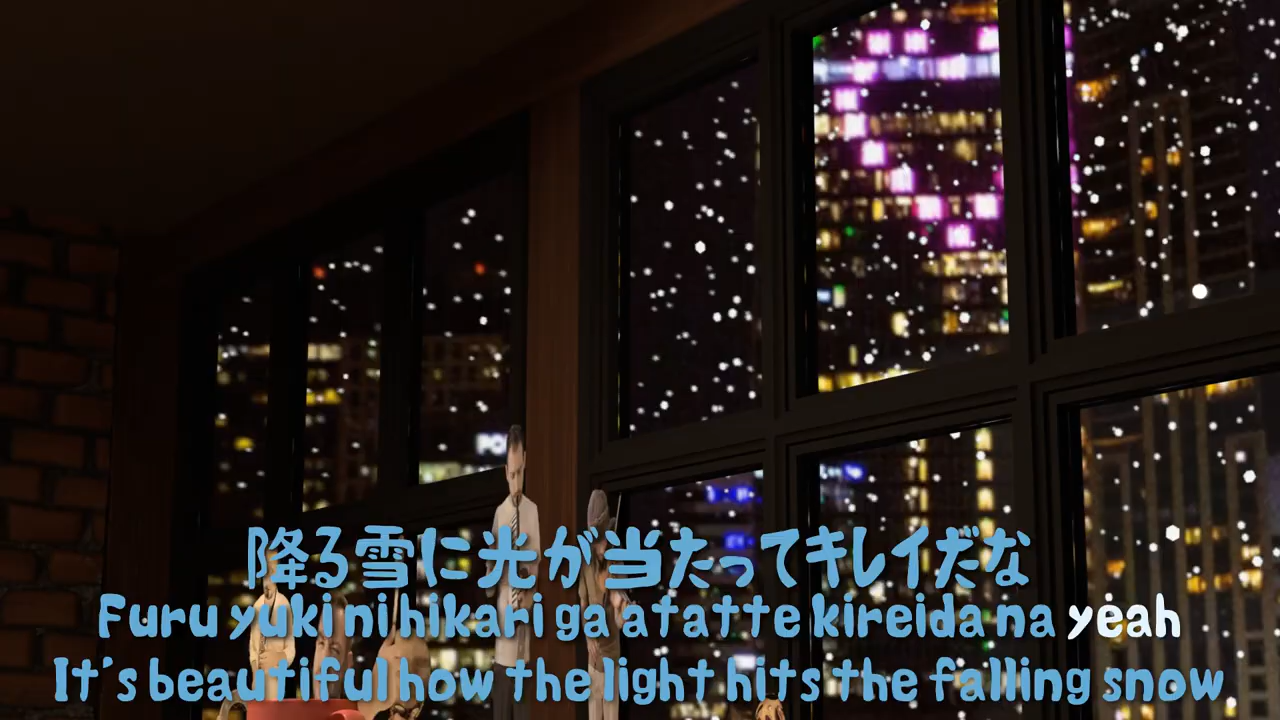 降る雪に光が当たってキレイだな
Furu yuki ni hikari ga atatte kireida na yeah
It's beautiful how the light hits the falling snow